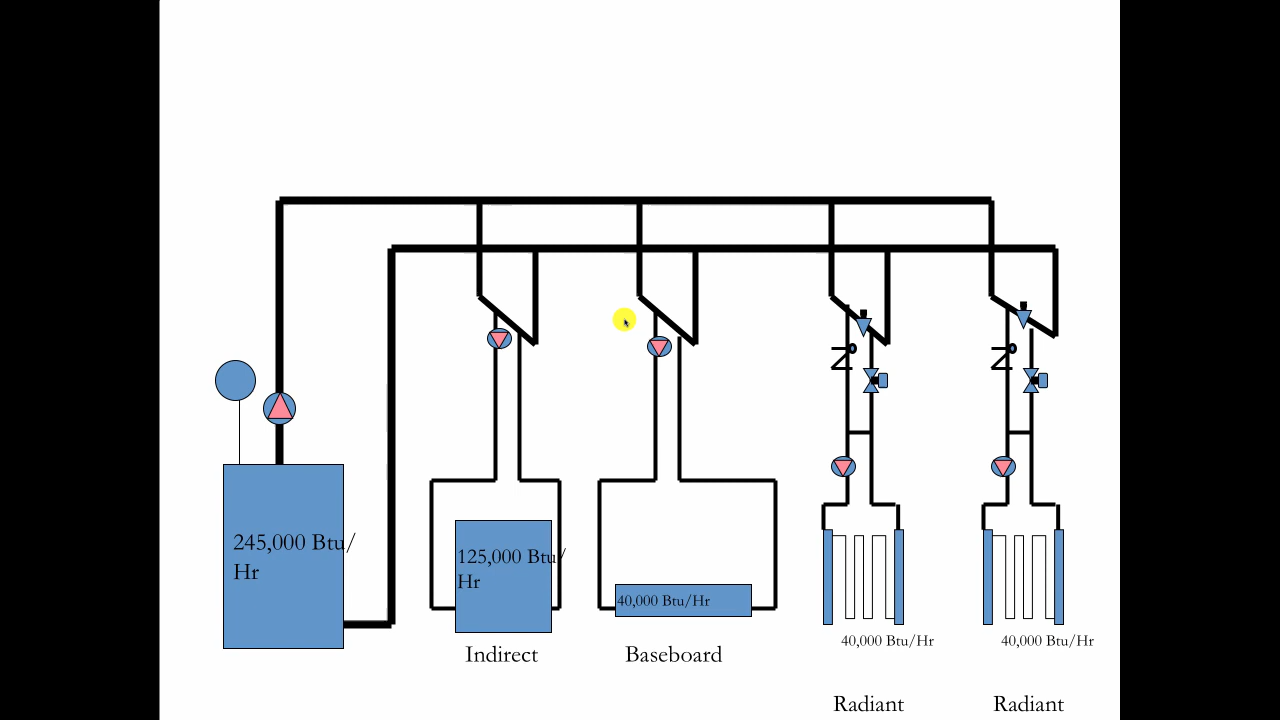 245,000 Btu/
Hr
125,000 Btu/
Hr
40,000 Btu/Hr
40,000 Btu/Hr
40,000 Btu/Hr
Indirect
Baseboard
Radiant
Radiant